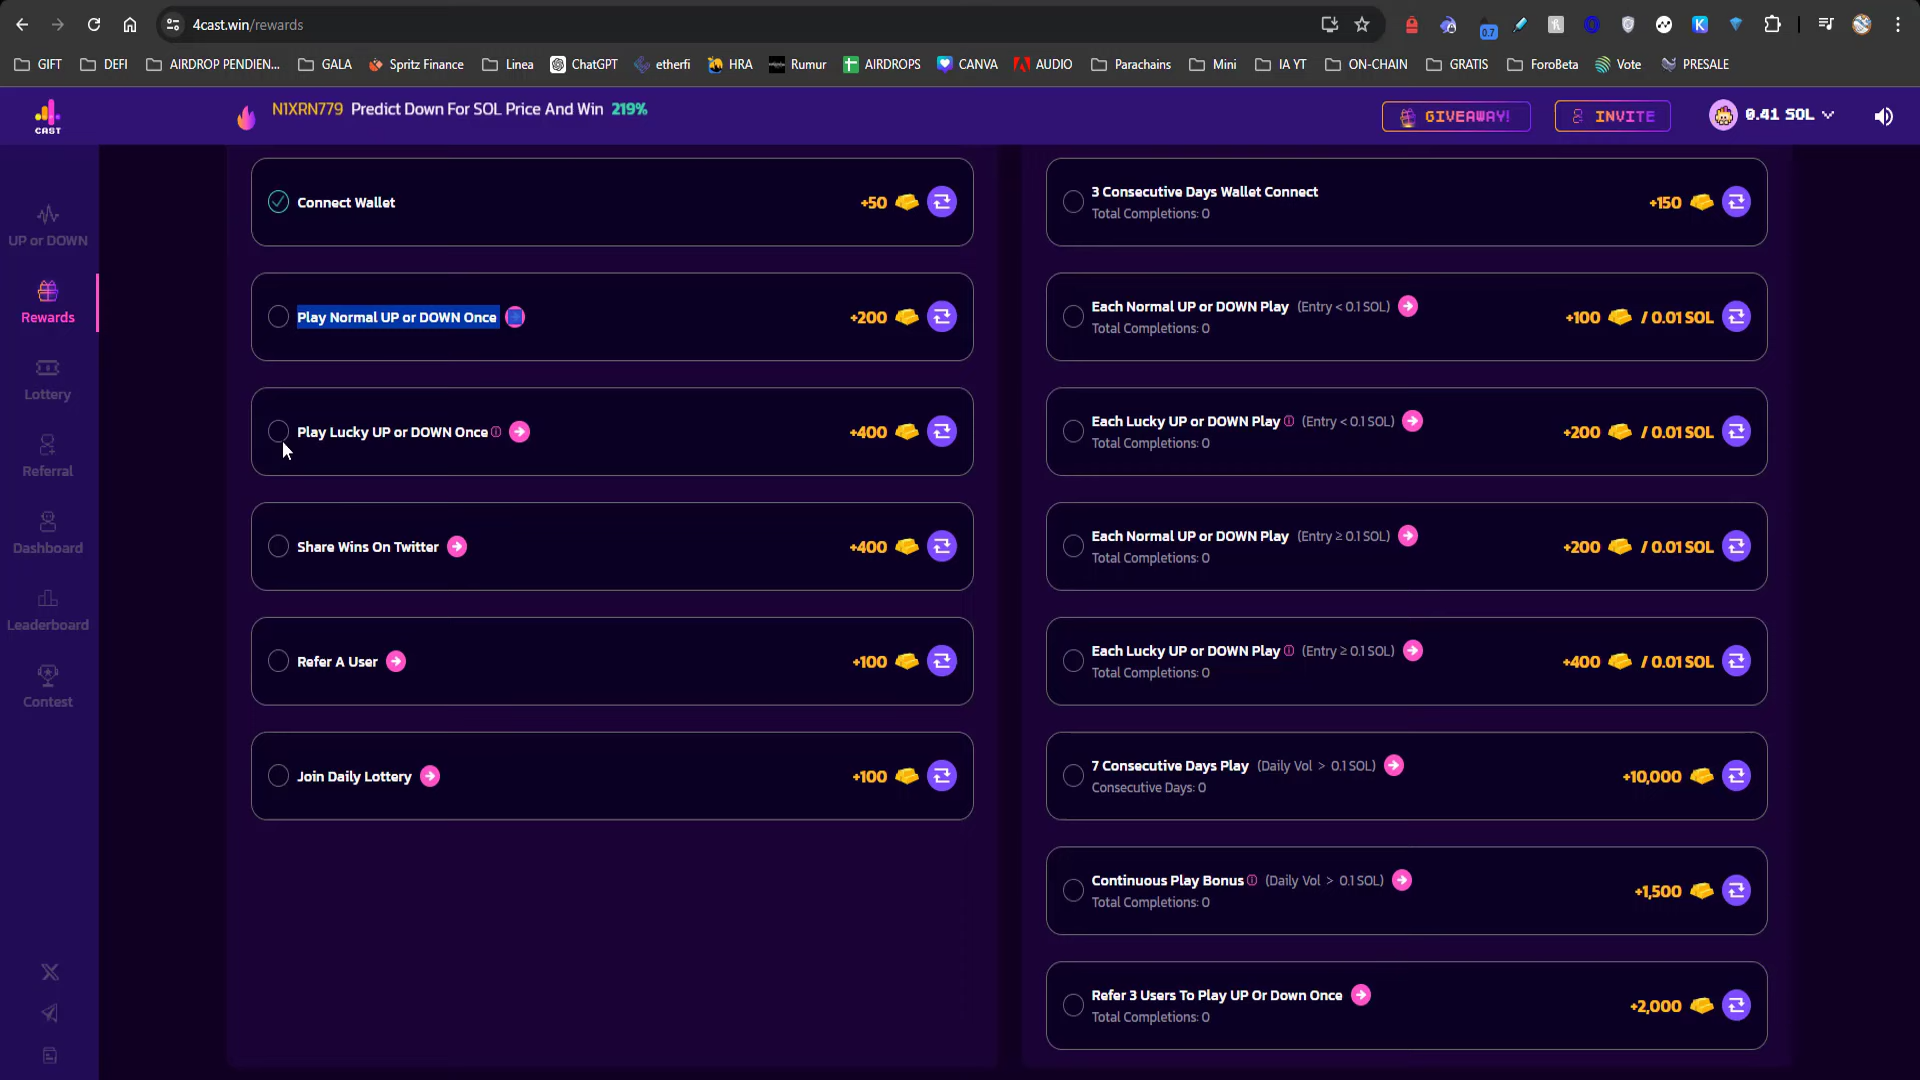 4cast.win/rewards
0.7
GIFT
DEFI
AIRDROP PENDIEN...
GALA
Spritz Finance
Linea
ChatGPT
etherfi
HRA
Rumur
AIRDROPS
CANVA
AUDIO
Parachains
Mini
IA YT
ON-CHAIN
GRATIS
ForoBeta
Vote
PRESALE
CAST
N1XRN779 Predict Down For SOL Price And Win 219%
GIVEAWAY!
INVITE
0.41 SOL
UP or DOWN
Rewards
Lottery
Referral
Dashboard
Leaderboard
Contest
Connect Wallet
+50
Play Normal UP or DOWN Once
+200
Play Lucky UP or DOWN Once
+400
Share Wins On Twitter
+400
Refer A User
+100
Join Daily Lottery
+100
3 Consecutive Days Wallet Connect
Total Completions: 0
+150
Each Normal UP or DOWN Play (Entry < 0.1 SOL)
Total Completions: 0
+100 / 0.01 SOL
Each Lucky UP or DOWN Play (Entry < 0.1 SOL)
Total Completions: 0
+200 / 0.01 SOL
Each Normal UP or DOWN Play (Entry ≥ 0.1 SOL)
Total Completions: 0
+200 / 0.01 SOL
Each Lucky UP or DOWN Play (Entry ≥ 0.1 SOL)
Total Completions: 0
+400 / 0.01 SOL
7 Consecutive Days Play (Daily Vol > 0.1 SOL)
Consecutive Days: 0
+10,000
Continuous Play Bonus (Daily Vol > 0.1 SOL)
Total Completions: 0
+1,500
Refer 3 Users To Play UP Or Down Once
Total Completions: 0
+2,000